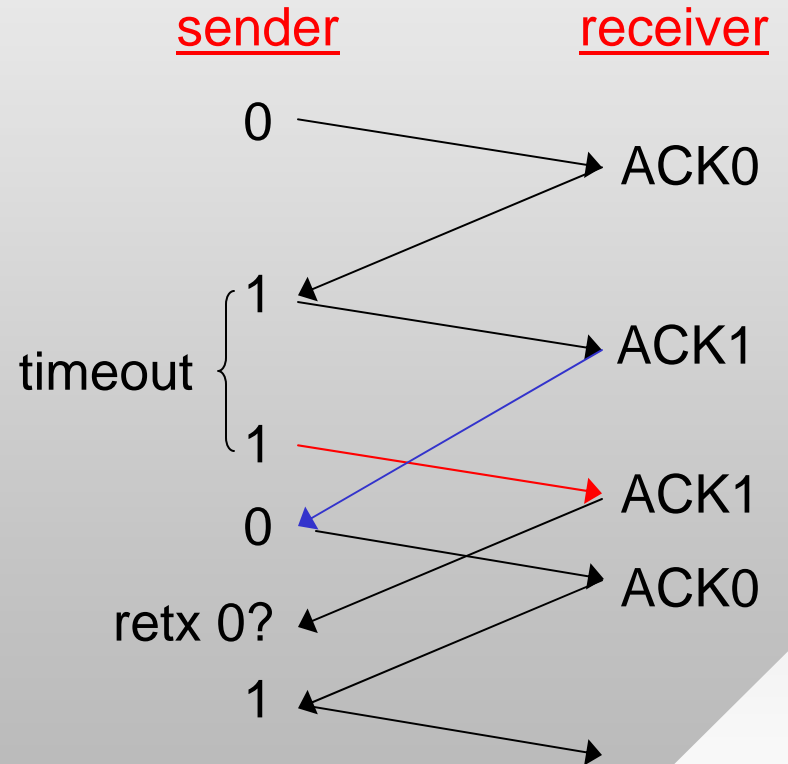 sender receiver
0
ACK0
1
ACK1
timeout
1
ACK1
0
ACK0
retx 0?
1